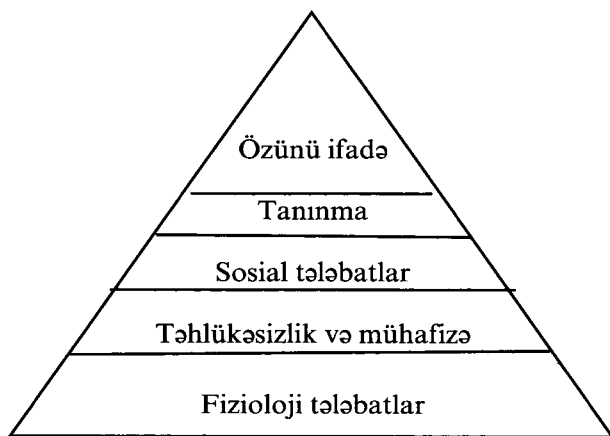 Özünü ifadə
Tanınma
Sosial tələbatlar
Təhlükəsizlik və mühafizə
Fizioloji tələbatlar